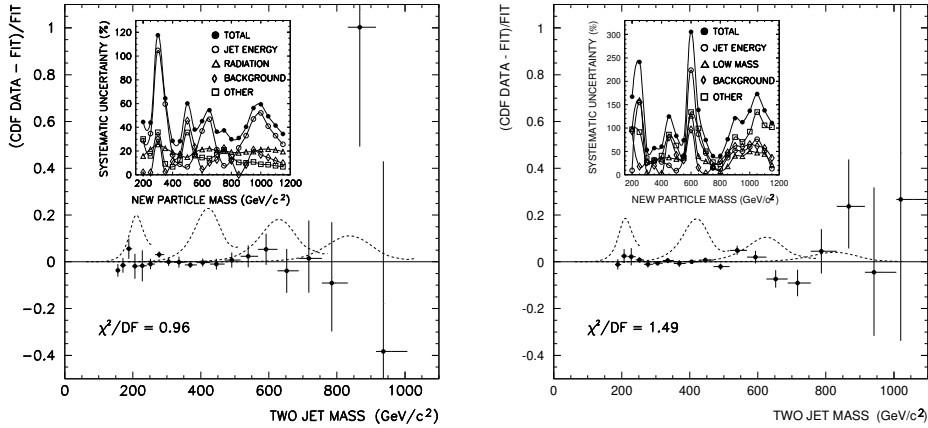 (CDF DATA – FIT)/FIT
1
0.8
0.6
0.4
0.2
0
−0.2
−0.4
SYSTEMATIC UNCERTAINTY (%)
120
100
80
60
40
20
0
TOTAL
JET ENERGY
RADIATION
BACKGROUND
OTHER
200 400 600 800 1000 1200
NEW PARTICLE MASS (GeV/c²)
χ²/DF = 0.96
0 200 400 600 800 1000
TWO JET MASS (GeV/c²)
(CDF DATA - FIT)/FIT
1
0.8
0.6
0.4
0.2
0
-0.2
-0.4
SYSTEMATIC UNCERTAINTY (%)
300
250
200
150
100
50
0
TOTAL
JET ENERGY
LOW MASS
BACKGROUND
OTHER
200 400 600 800 1000 1200
NEW PARTICLE MASS (GeV/c²)
χ²/DF = 1.49
0 200 400 600 800 1000
TWO JET MASS (GeV/c²)